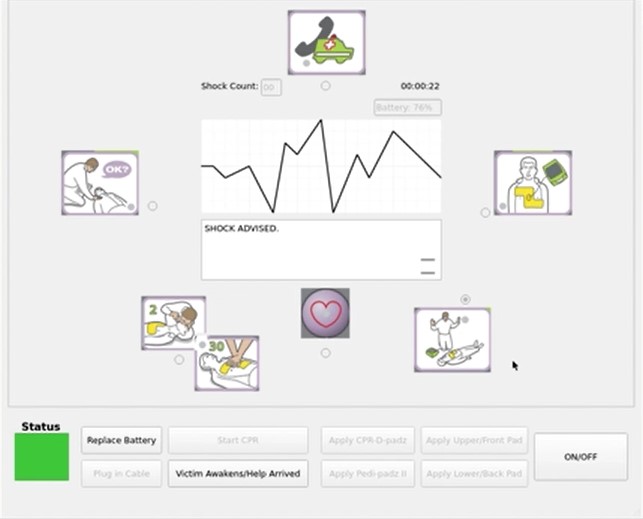 Shock Count: 00
00:00:22
Battery: 76%
OK?
SHOCK ADVISED.
2
30
Status
Replace Battery
Start CPR
Apply CPR-D-padz
Apply Upper/Front Pad
ON/OFF
Plug in Cable
Victim Awakens/Help Arrived
Apply Pedi-padz II
Apply Lower/Back Pad